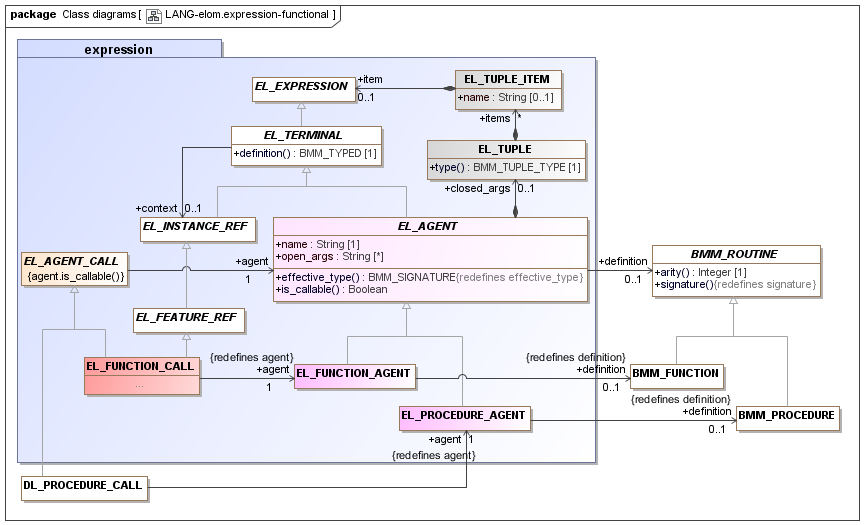 package Class diagrams [ LANG-elom.expression-functional ]
expression
EL_EXPRESSION
+item
0..1
EL_TUPLE_ITEM
+name : String [0..1]
+items
*
EL_TERMINAL
+definition() : BMM_TYPED [1]
EL_TUPLE
+type() : BMM_TUPLE_TYPE [1]
+closed_args
0..1
+context
0..1
EL_INSTANCE_REF
EL_AGENT
+name : String [1]
+open_args : String [*]
+effective_type() : BMM_SIGNATURE{redefines effective_type}
+is_callable() : Boolean
EL_AGENT_CALL
{agent.is_callable()}
+agent
1
+definition
0..1
BMM_ROUTINE
+arity() : Integer [1]
+signature(){redefines signature}
EL_FEATURE_REF
EL_FUNCTION_CALL
...
{redefines agent}
+agent
1
EL_FUNCTION_AGENT
{redefines definition}
+definition
0..1
BMM_FUNCTION
EL_PROCEDURE_AGENT
{redefines definition}
+definition
0..1
BMM_PROCEDURE
+agent
1
{redefines agent}
DL_PROCEDURE_CALL